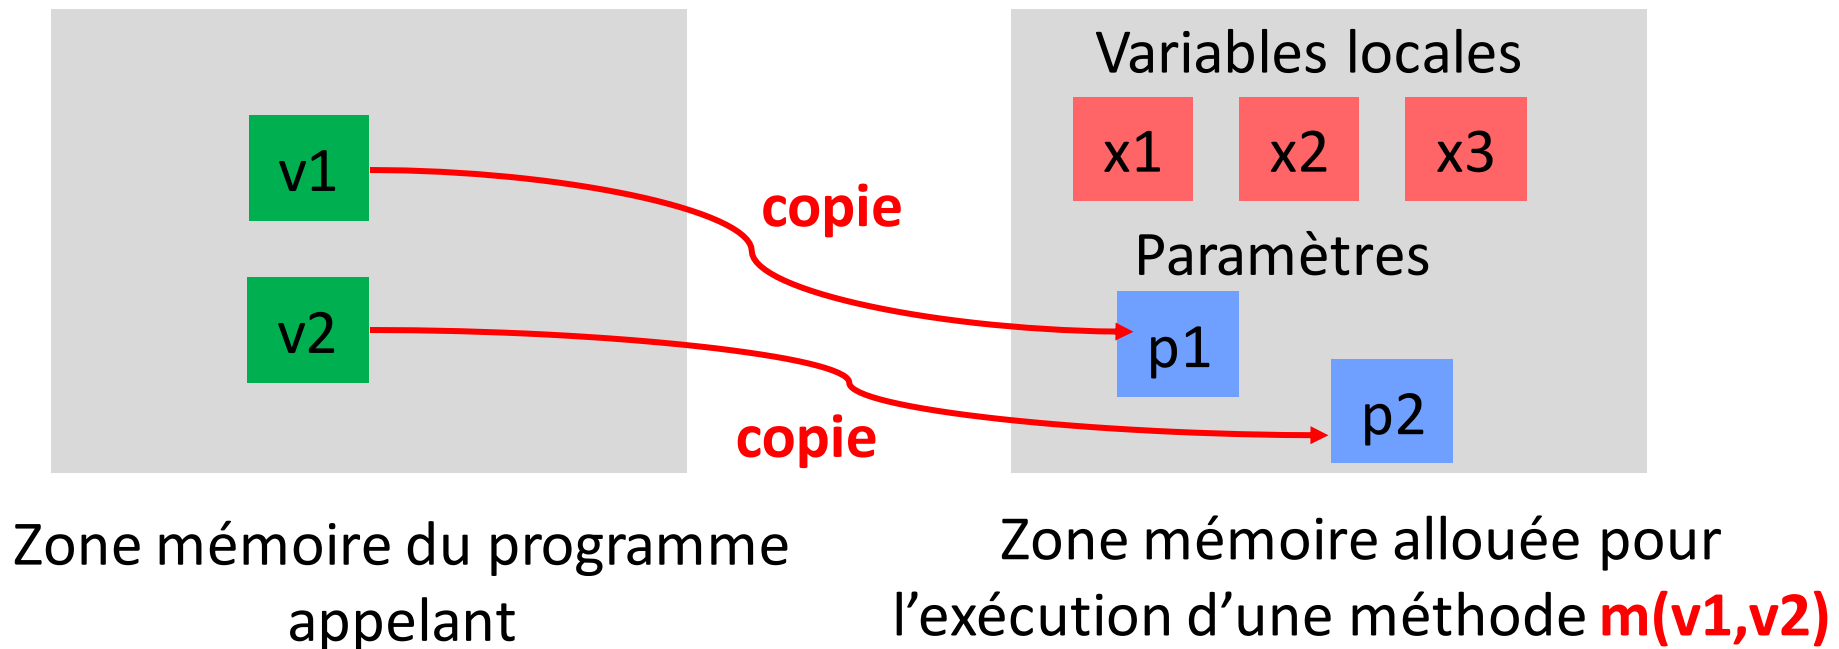 v1
v2
copie
copie
Zone mémoire du programme
appelant
Variables locales
x1 x2 x3
Paramètres
p1
p2
Zone mémoire allouée pour
l’exécution d’une méthode m(v1,v2)